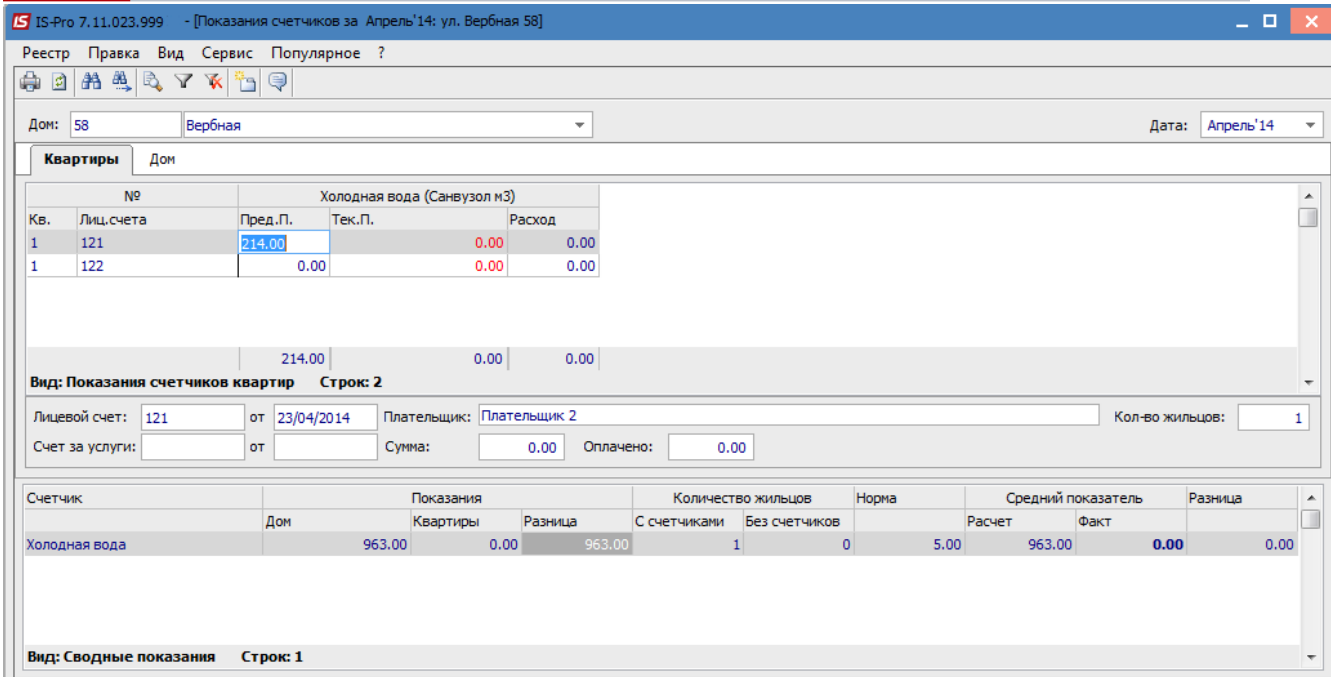 IS-Pro 7.11.023.999 - [Показания счетчиков за Апрель'14: ул. Вербная 58]
Реестр Правка Вид Сервис Популярное ?
Дом: 58 Вербная Дата: Апрель'14
Квартиры Дом
№ Холодная вода (Санвузол м3)
Кв. Лиц.счета Пред.П. Тек.П. Расход
1 121 214.00 0.00 0.00
1 122 0.00 0.00 0.00
214.00 0.00 0.00
Вид: Показания счетчиков квартир Строк: 2
Лицевой счет: 121 от 23/04/2014 Плательщик: Плательщик 2 Кол-во жильцов: 1
Счет за услуги: от Сумма: 0.00 Оплачено: 0.00
Счетчик Показания Количество жильцов Норма Средний показатель Разница
Дом Квартиры Разница С счетчиками Без счетчиков Расчет Факт
Холодная вода 963.00 0.00 963.00 1 0 5.00 963.00 0.00 0.00
Вид: Сводные показания Строк: 1